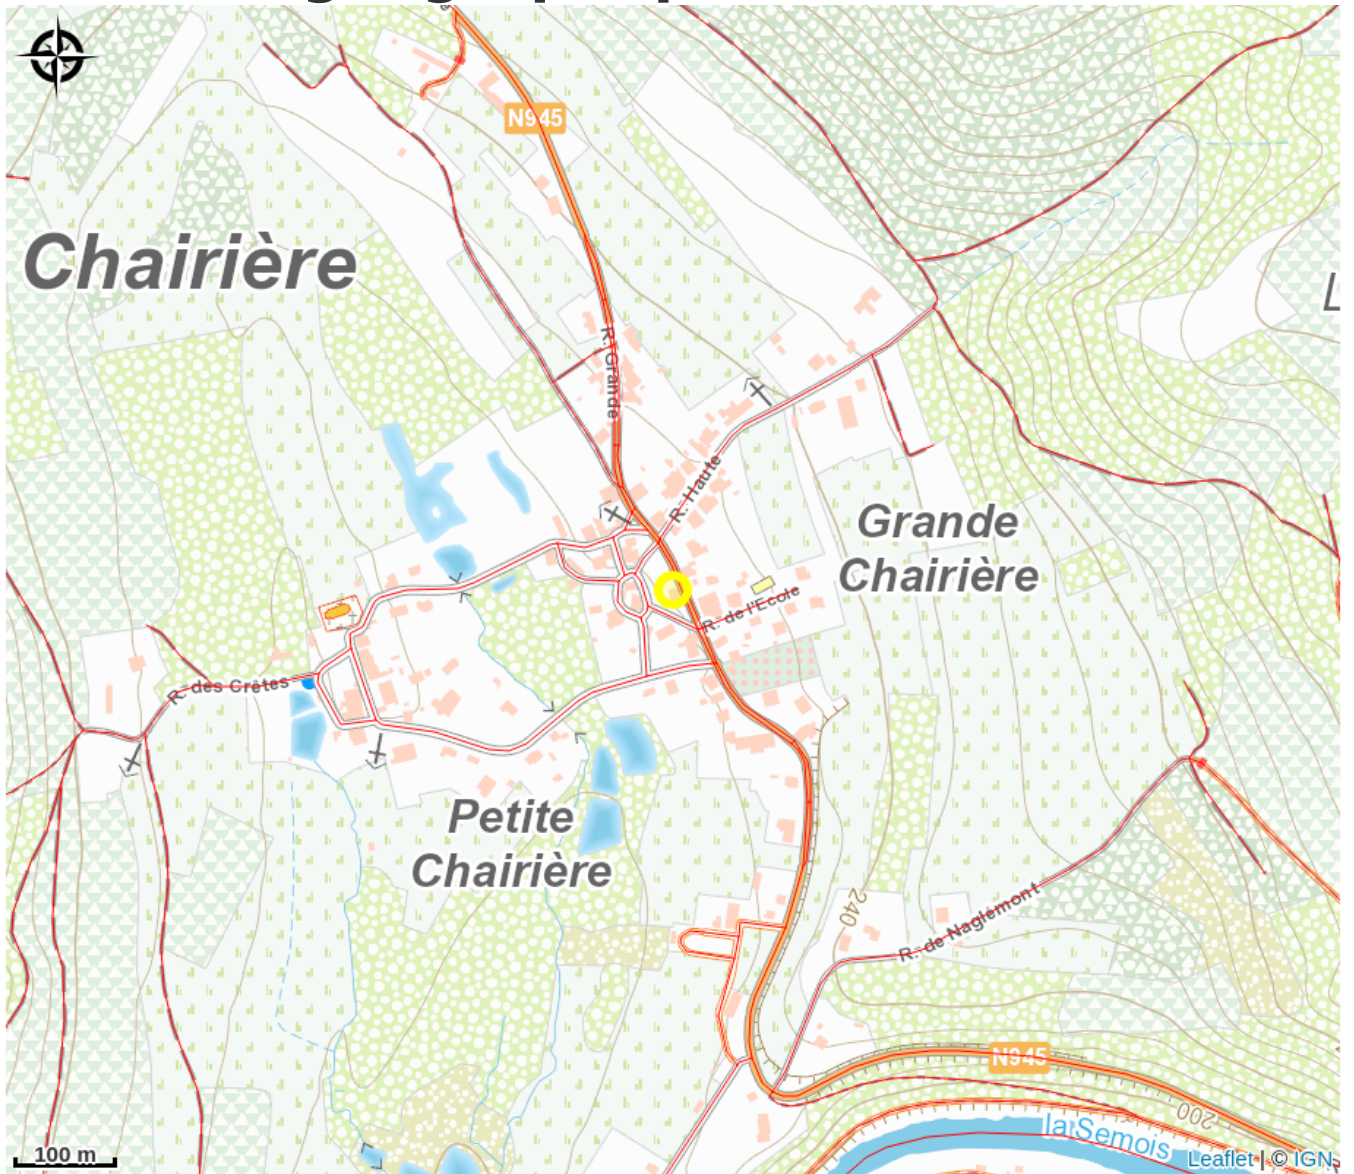 N945
Chairière
R. Grande
R. Haute
Grande
Chairière
R. de l'Ecole
R. des Crêtes
Petite
Chairière
240
R. de Naglémont
N945
200
la Semois
100 m
Leaflet | © IGN